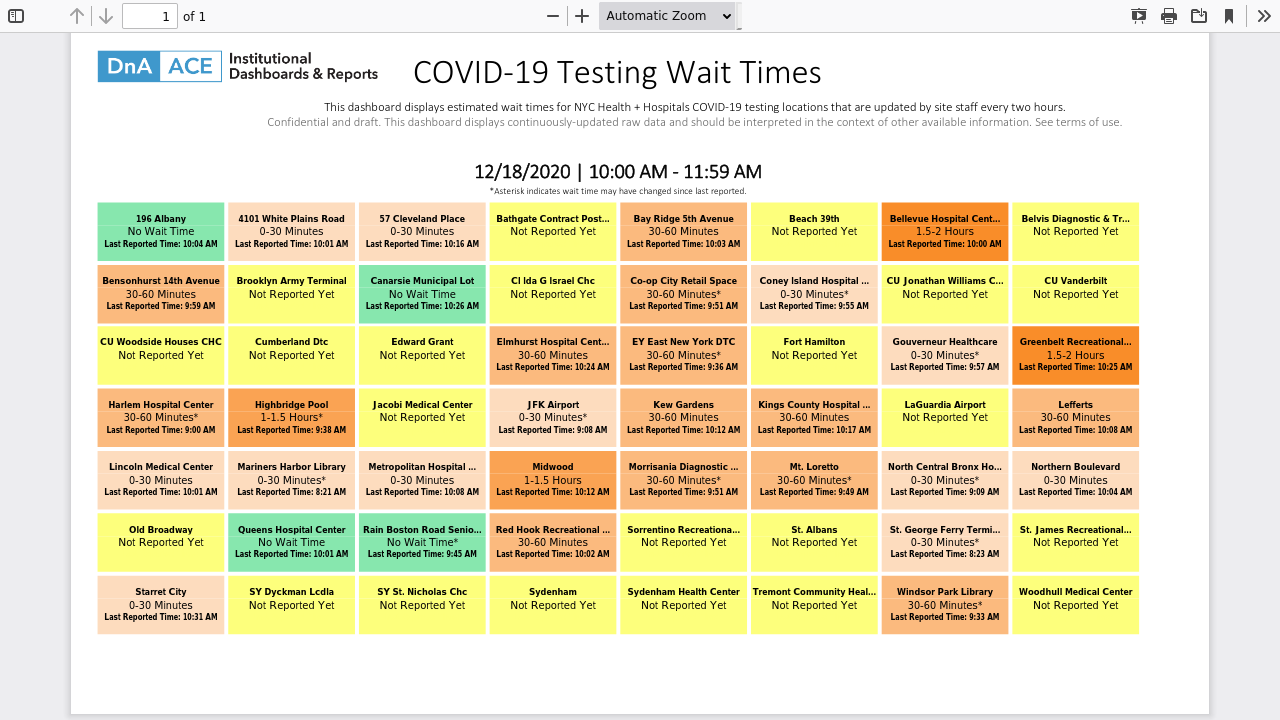 1 of 1 Automatic Zoom
DnA ACE Institutional
Dashboards & Reports
COVID-19 Testing Wait Times
This dashboard displays estimated wait times for NYC Health + Hospitals COVID-19 testing locations that are updated by site staff every two hours.
Confidential and draft. This dashboard displays continuously-updated raw data and should be interpreted in the context of other available information. See terms of use.
12/18/2020 | 10:00 AM - 11:59 AM
*Asterisk indicates wait time may have changed since last reported.
196 Albany
No Wait Time
Last Reported Time: 10:04 AM
4101 White Plains Road
0-30 Minutes
Last Reported Time: 10:01 AM
57 Cleveland Place
0-30 Minutes
Last Reported Time: 10:16 AM
Bathgate Contract Post...
Not Reported Yet
Bay Ridge 5th Avenue
30-60 Minutes
Last Reported Time: 10:03 AM
Beach 39th
Not Reported Yet
Bellevue Hospital Cent...
1.5-2 Hours
Last Reported Time: 10:00 AM
Belvis Diagnostic & Tr...
Not Reported Yet
Bensonhurst 14th Avenue
30-60 Minutes
Last Reported Time: 9:59 AM
Brooklyn Army Terminal
Not Reported Yet
Canarsie Municipal Lot
No Wait Time
Last Reported Time: 10:26 AM
Cl Ida G Israel Chc
Not Reported Yet
Co-op City Retail Space
30-60 Minutes*
Last Reported Time: 9:51 AM
Coney Island Hospital ...
0-30 Minutes*
Last Reported Time: 9:55 AM
CU Jonathan Williams C...
Not Reported Yet
CU Vanderbilt
Not Reported Yet
CU Woodside Houses CHC
Not Reported Yet
Cumberland Dtc
Not Reported Yet
Edward Grant
Not Reported Yet
Elmhurst Hospital Cent...
30-60 Minutes
Last Reported Time: 10:24 AM
EY East New York DTC
30-60 Minutes*
Last Reported Time: 9:36 AM
Fort Hamilton
Not Reported Yet
Gouverneur Healthcare
0-30 Minutes*
Last Reported Time: 9:57 AM
Greenbelt Recreational...
1.5-2 Hours
Last Reported Time: 10:25 AM
Harlem Hospital Center
30-60 Minutes*
Last Reported Time: 9:00 AM
Highbridge Pool
1-1.5 Hours*
Last Reported Time: 9:38 AM
Jacobi Medical Center
Not Reported Yet
JFK Airport
0-30 Minutes*
Last Reported Time: 9:08 AM
Kew Gardens
30-60 Minutes
Last Reported Time: 10:12 AM
Kings County Hospital ...
30-60 Minutes
Last Reported Time: 10:17 AM
LaGuardia Airport
Not Reported Yet
Lefferts
30-60 Minutes
Last Reported Time: 10:08 AM
Lincoln Medical Center
0-30 Minutes
Last Reported Time: 10:01 AM
Mariners Harbor Library
0-30 Minutes*
Last Reported Time: 8:21 AM
Metropolitan Hospital ...
0-30 Minutes
Last Reported Time: 10:08 AM
Midwood
1-1.5 Hours
Last Reported Time: 10:12 AM
Morrisania Diagnostic ...
30-60 Minutes*
Last Reported Time: 9:51 AM
Mt. Loretto
30-60 Minutes*
Last Reported Time: 9:49 AM
North Central Bronx Ho...
0-30 Minutes*
Last Reported Time: 9:09 AM
Northern Boulevard
0-30 Minutes
Last Reported Time: 10:04 AM
Old Broadway
Not Reported Yet
Queens Hospital Center
No Wait Time
Last Reported Time: 10:01 AM
Rain Boston Road Senio...
No Wait Time*
Last Reported Time: 9:45 AM
Red Hook Recreational ...
30-60 Minutes
Last Reported Time: 10:02 AM
Sorrentino Recreationa...
Not Reported Yet
St. Albans
Not Reported Yet
St. George Ferry Termi...
0-30 Minutes*
Last Reported Time: 8:23 AM
St. James Recreational...
Not Reported Yet
Starret City
0-30 Minutes
Last Reported Time: 10:31 AM
SY Dyckman Lcdla
Not Reported Yet
SY St. Nicholas Chc
Not Reported Yet
Sydenham
Not Reported Yet
Sydenham Health Center
Not Reported Yet
Tremont Community Heal...
Not Reported Yet
Windsor Park Library
30-60 Minutes*
Last Reported Time: 9:33 AM
Woodhull Medical Center
Not Reported Yet